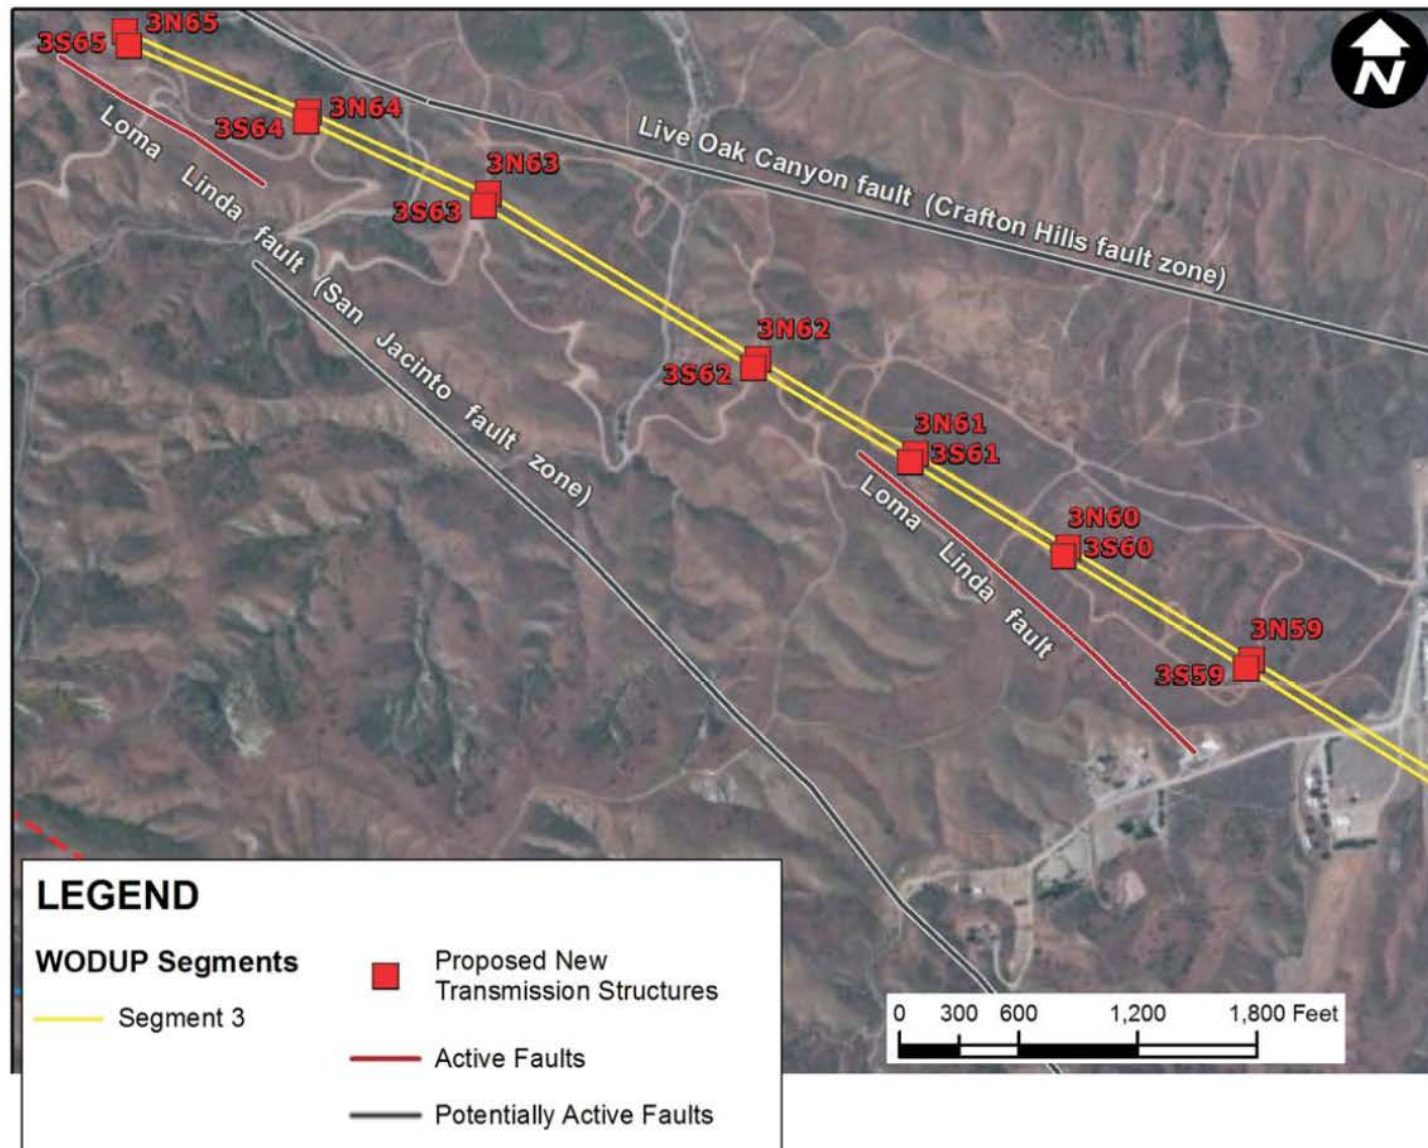 3N65
3S65
N
3N64
3S64
Loma Linda fault (San Jacinto fault zone)
Live Oak Canyon fault (Crafton Hills fault zone)
3N63
3S63
3N62
3S62
3N61
3S61
Loma Linda fault
3N60
3S60
3N59
3S59
LEGEND
WODUP Segments
Segment 3
Proposed New
Transmission Structures
Active Faults
Potentially Active Faults
0 300 600 1,200 1,800 Feet